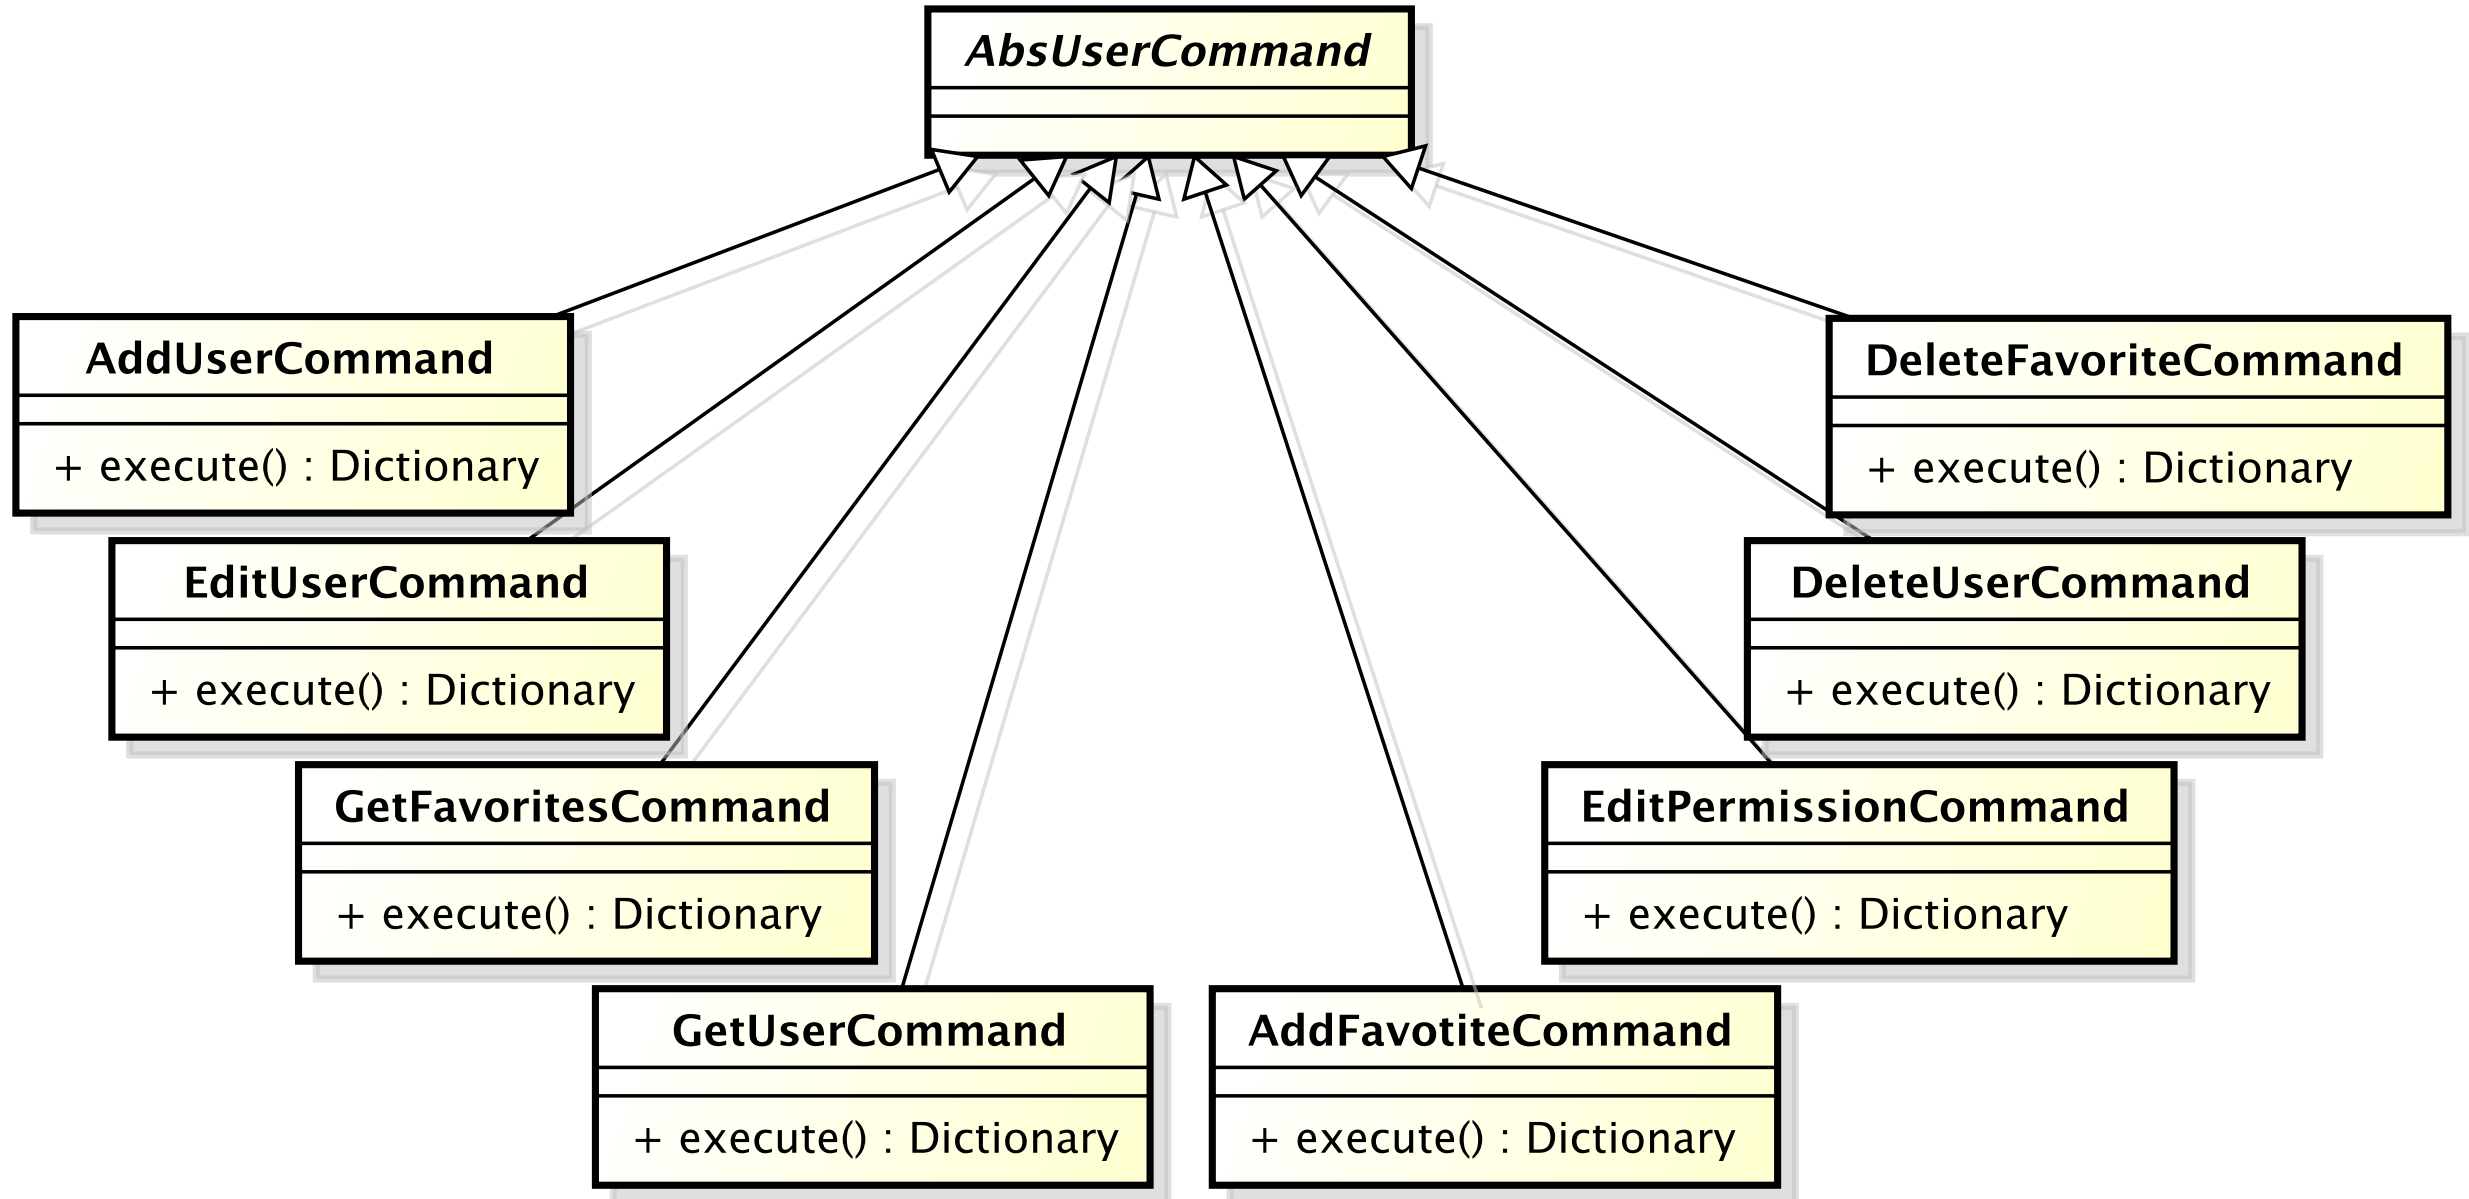 AbsUserCommand
AddUserCommand
+ execute() : Dictionary
DeleteFavoriteCommand
+ execute() : Dictionary
EditUserCommand
+ execute() : Dictionary
DeleteUserCommand
+ execute() : Dictionary
GetFavoritesCommand
+ execute() : Dictionary
EditPermissionCommand
+ execute() : Dictionary
GetUserCommand
+ execute() : Dictionary
AddFavotiteCommand
+ execute() : Dictionary